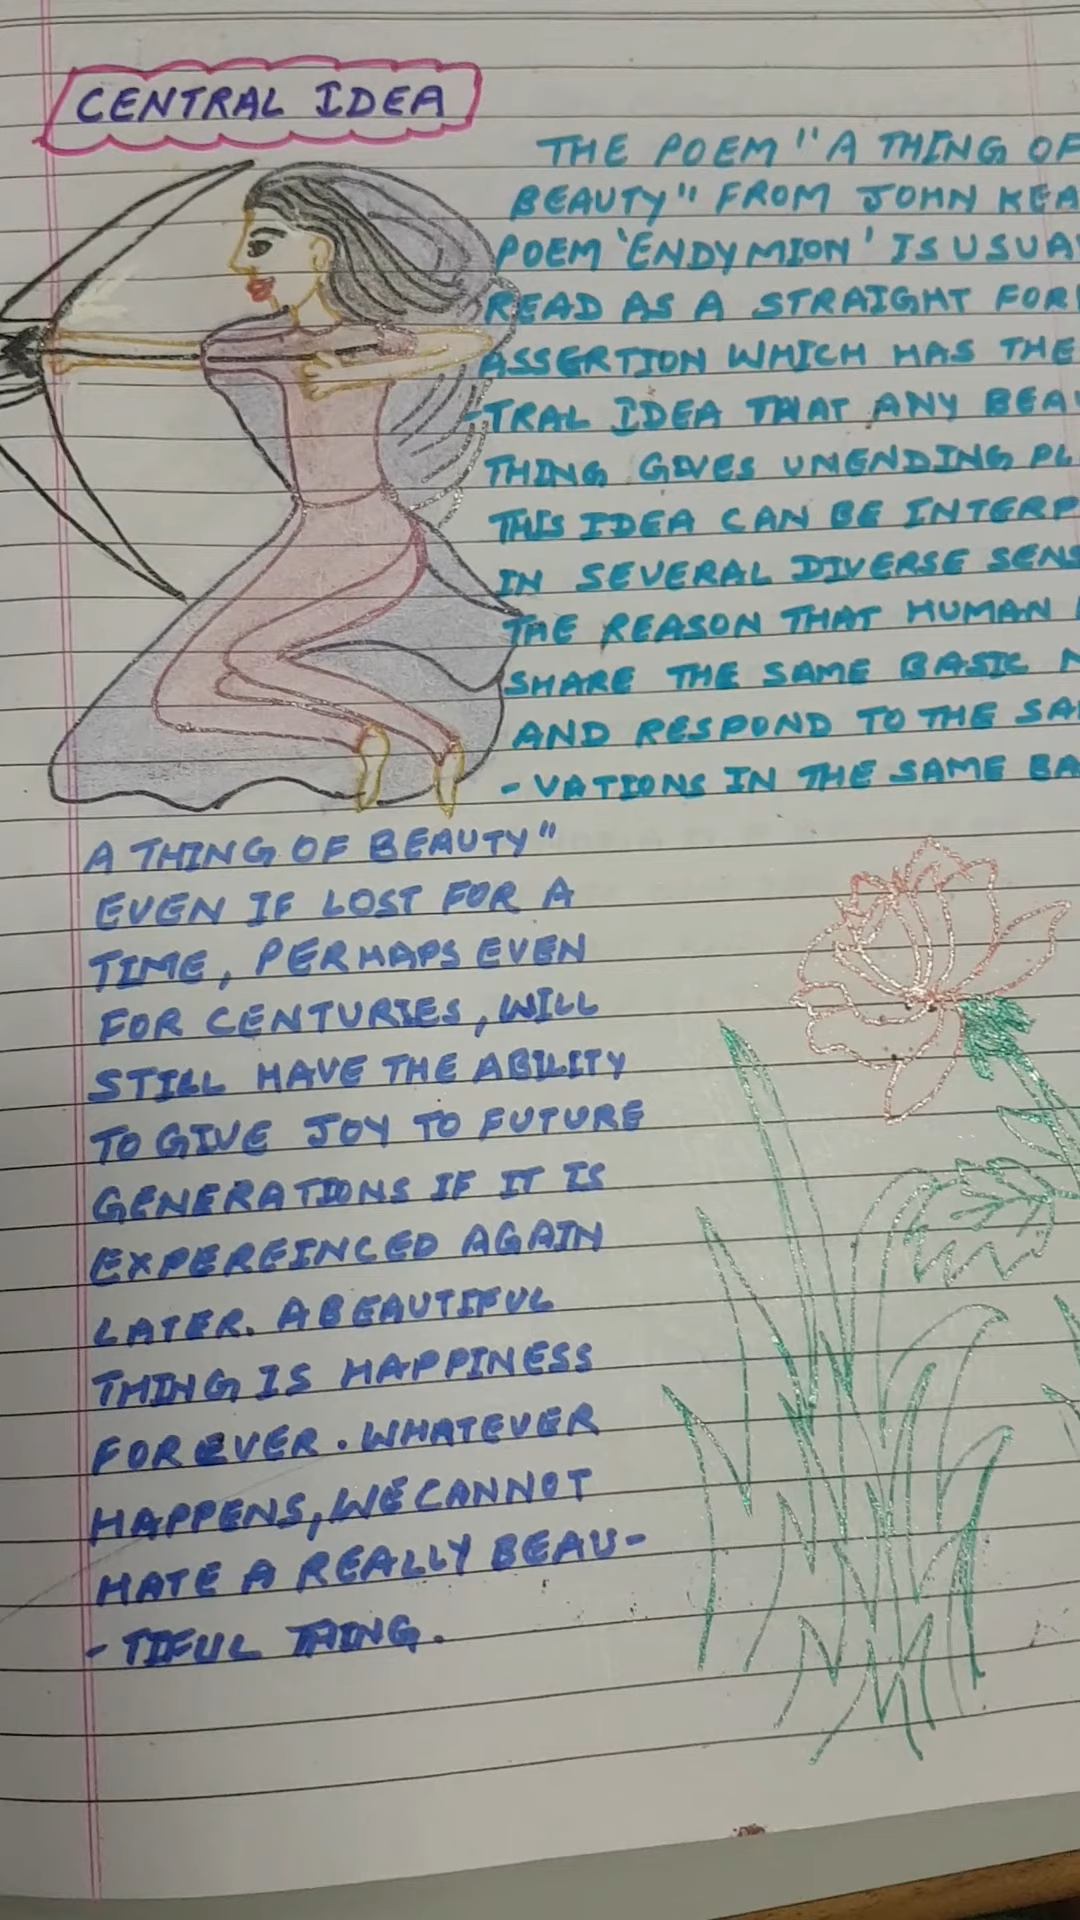 CENTRAL IDEA
THE POEM "A THING OF
BEAUTY" FROM JOHN
POEM 'ENDYMION' IS
READ AS A STRAIGHT
ASSERTION WHICH HAS THE
-TRAL IDEA THAT ANY
THING GIVES UNENDING
THIS IDEA CAN BE
IN SEVERAL DIVERSE
THE REASON THAT HUMAN
SHARE THE SAME BASIC
AND RESPOND TO THE
-VATIONS IN THE SAME
A THING OF BEAUTY"
EVEN IF LOST FOR A
TIME, PERHAPS EVEN
FOR CENTURIES, WILL
STILL HAVE THE ABILITY
TO GIVE JOY TO FUTURE
GENERATIONS IF IT IS
EXPEREINCED AGAIN
LATER. A BEAUTIFUL
THING IS HAPPINESS
FOR EVER. WHATEVER
HAPPENS, WE CANNOT
HATE A REALLY BEAU-
-TIFUL THING.